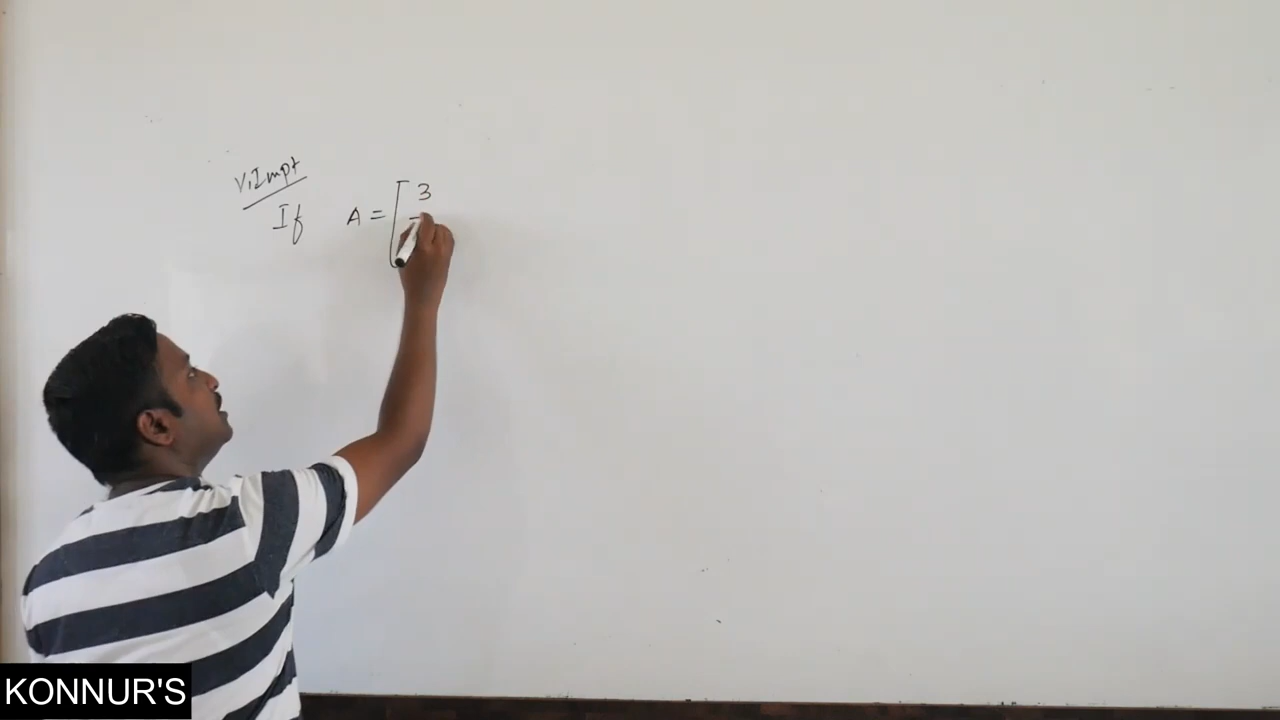 V.Impt
If A = [ 3
-
KONNUR'S